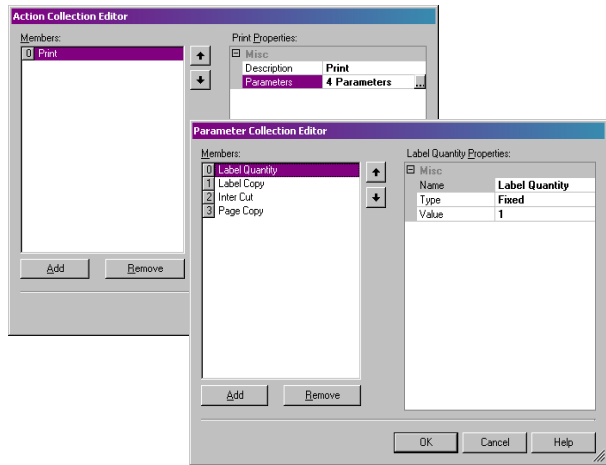 Action Collection Editor
Members:
Print Properties:
0 Print
Misc
Description Print
Parameters 4 Parameters ...
Add Remove
Parameter Collection Editor
Members:
Label Quantity Properties:
0 Label Quantity
1 Label Copy
2 Inter Cut
3 Page Copy
Misc
Name Label Quantity
Type Fixed
Value 1
Add Remove
OK Cancel Help